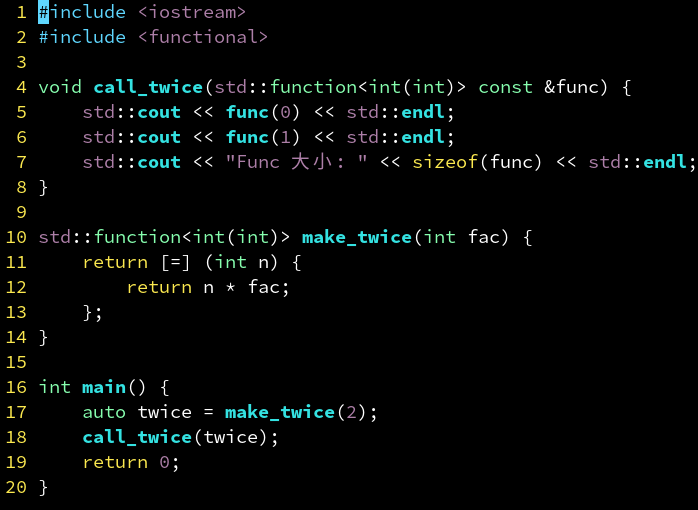 1 #include <iostream>
2 #include <functional>
3
4 void call_twice(std::function<int(int)> const &func) {
5     std::cout << func(0) << std::endl;
6     std::cout << func(1) << std::endl;
7     std::cout << "Func 大小: " << sizeof(func) << std::endl;
8 }
9
10 std::function<int(int)> make_twice(int fac) {
11     return [=] (int n) {
12         return n * fac;
13     };
14 }
15
16 int main() {
17     auto twice = make_twice(2);
18     call_twice(twice);
19     return 0;
20 }